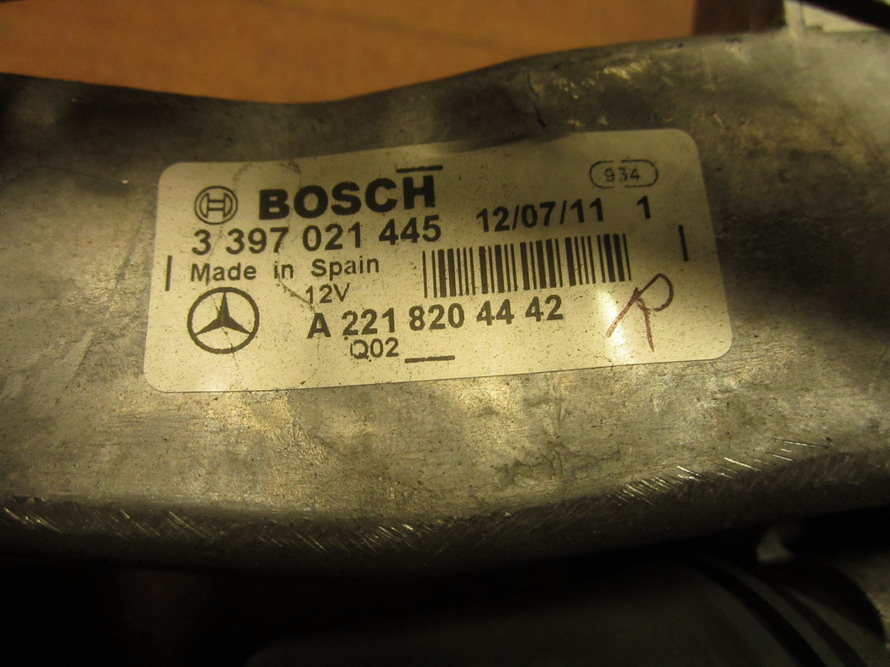 934
BOSCH
3 397 021 445 12/07/11 1
Made in Spain
12V
A 221 820 44 42
Q02
R